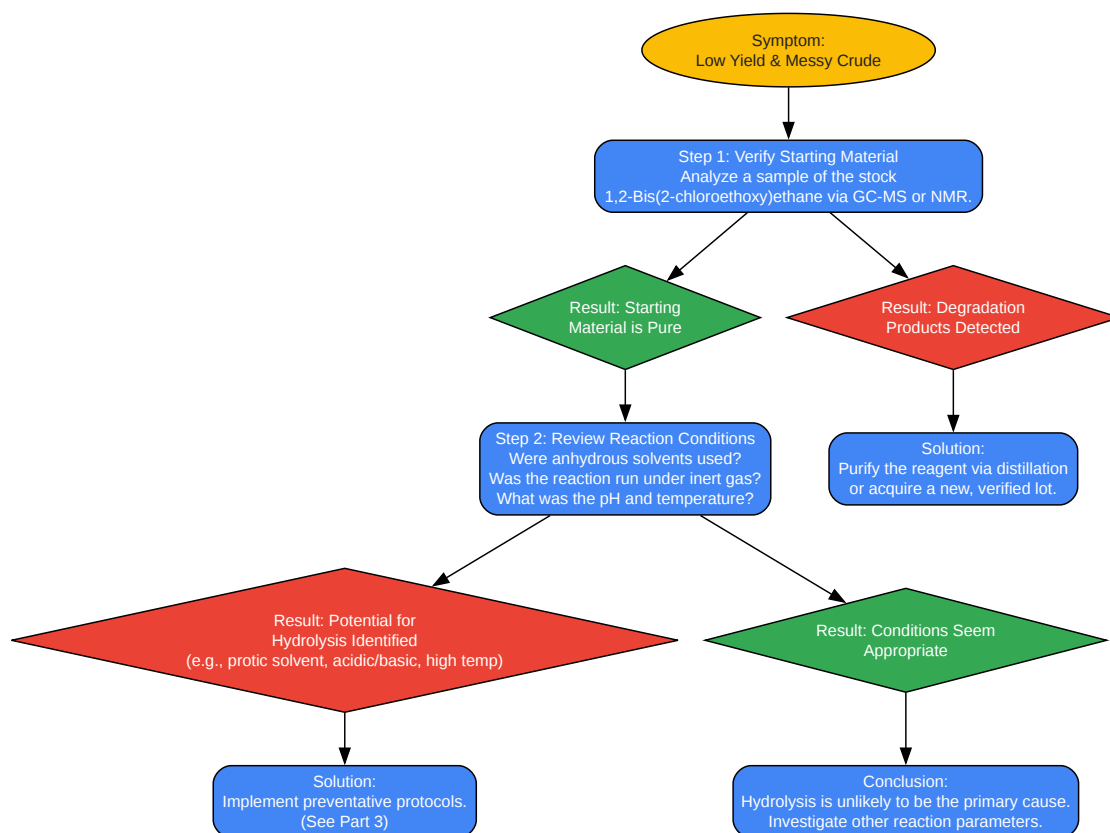 Symptom:
Low Yield & Messy Crude
Step 1: Verify Starting Material
Analyze a sample of the stock
1,2-Bis(2-chloroethoxy)ethane via GC-MS or NMR.
Result: Starting
Material is Pure
Result: Degradation
Products Detected
Step 2: Review Reaction Conditions
Were anhydrous solvents used?
Was the reaction run under inert gas?
What was the pH and temperature?
Solution:
Purify the reagent via distillation
or acquire a new, verified lot.
Result: Potential for
Hydrolysis Identified
(e.g., protic solvent, acidic/basic, high temp)
Result: Conditions Seem
Appropriate
Solution:
Implement preventative protocols.
(See Part 3)
Conclusion:
Hydrolysis is unlikely to be the primary cause.
Investigate other reaction parameters.